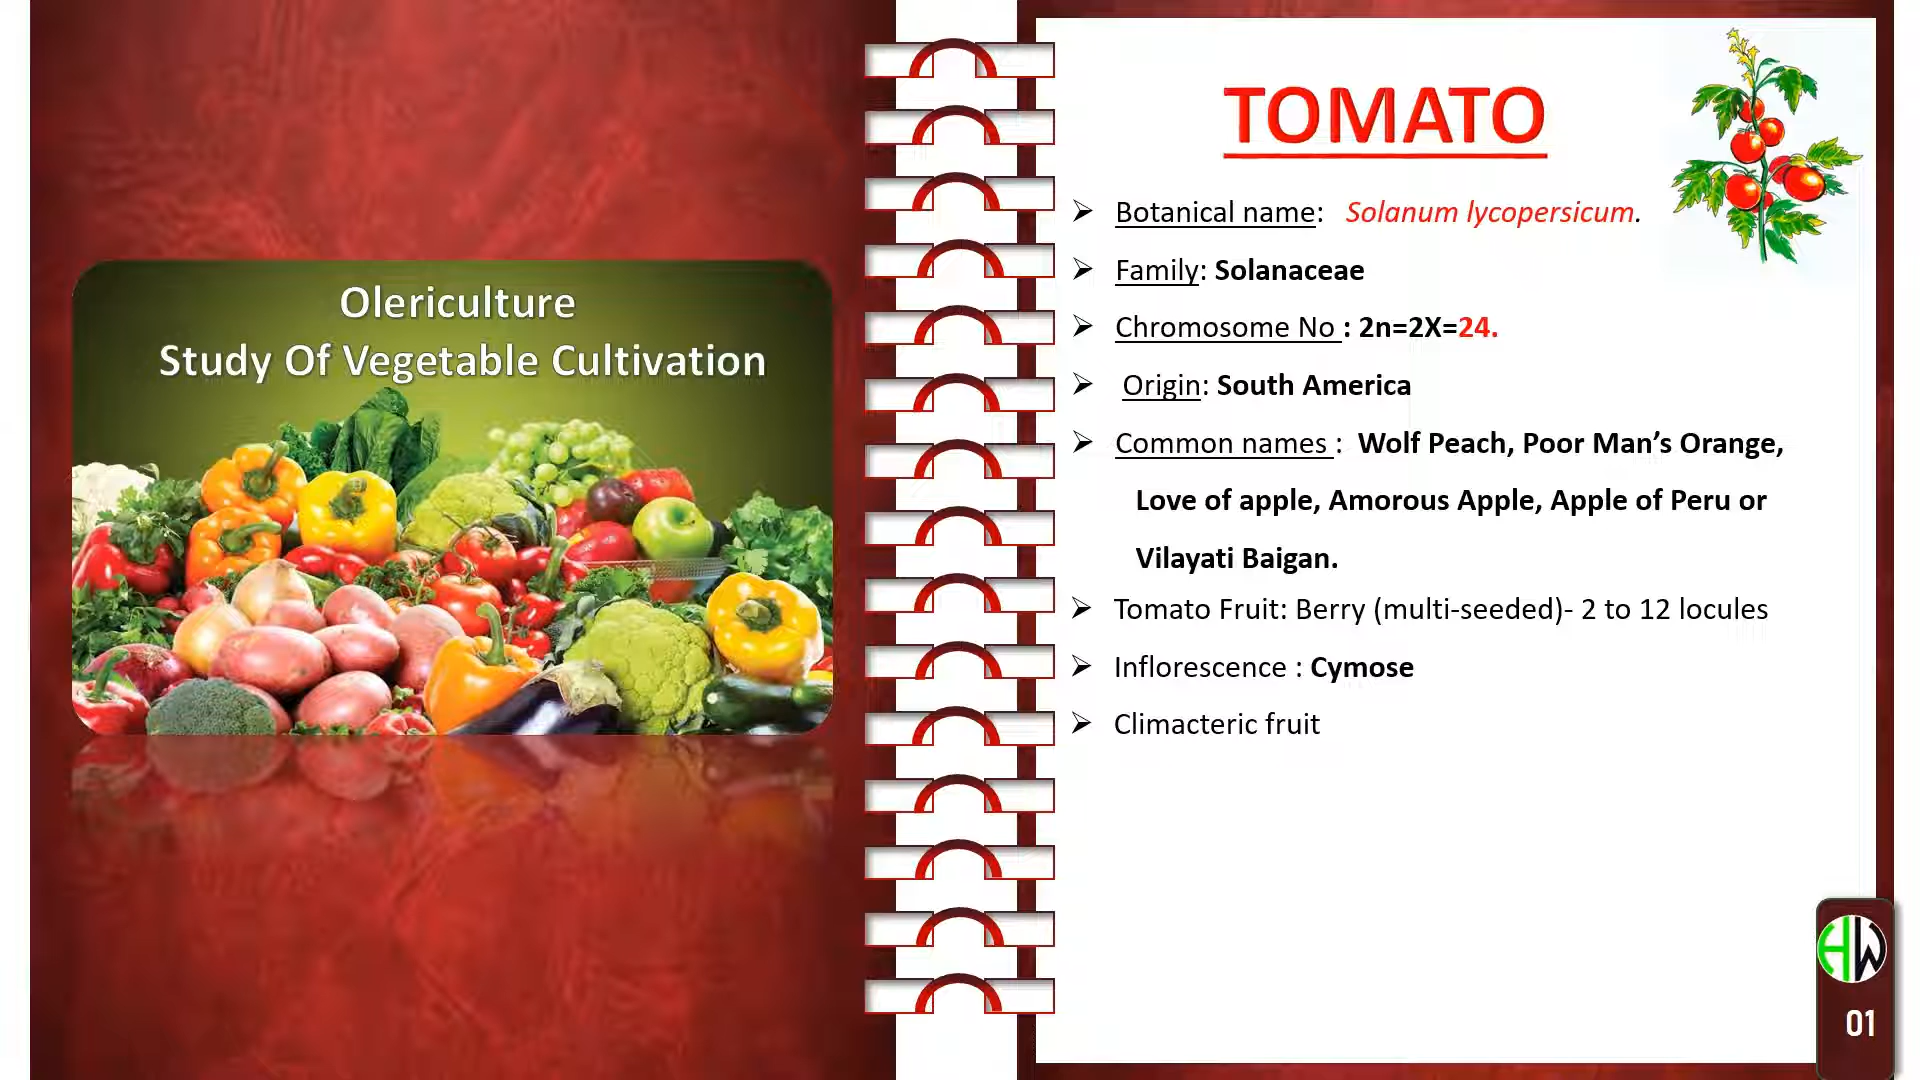 Olericulture
Study Of Vegetable Cultivation
TOMATO
➢ Botanical name: Solanum lycopersicum.
➢ Family: Solanaceae
➢ Chromosome No : 2n=2X=24.
➢ Origin: South America
➢ Common names : Wolf Peach, Poor Man’s Orange,
Love of apple, Amorous Apple, Apple of Peru or
Vilayati Baigan.
➢ Tomato Fruit: Berry (multi-seeded)- 2 to 12 locules
➢ Inflorescence : Cymose
➢ Climacteric fruit
HW
01